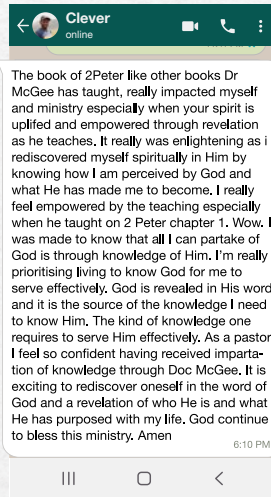 Clever
online
The book of 2Peter like other books Dr
McGee has taught, really impacted myself
and ministry especially when your spirit is
uplifed and empowered through revelation
as he teaches. It really was enlightening as i
rediscovered myself spiritually in Him by
knowing how I am perceived by God and
what He has made me to become. I really
feel empowered by the teaching especially
when he taught on 2 Peter chapter 1. Wow. I
was made to know that all I can partake of
God is through knowledge of Him. I'm really
prioritising living to know God for me to
serve effectively. God is revealed in His word
and it is the source of the knowledge I need
to know Him. The kind of knowledge one
requires to serve Him effectively. As a pastor
I feel so confident having received imparta-
tion of knowledge through Doc McGee. It is
exciting to rediscover oneself in the word of
God and a revelation of who He is and what
He has purposed with my life. God continue
to bless this ministry. Amen
6:10 PM